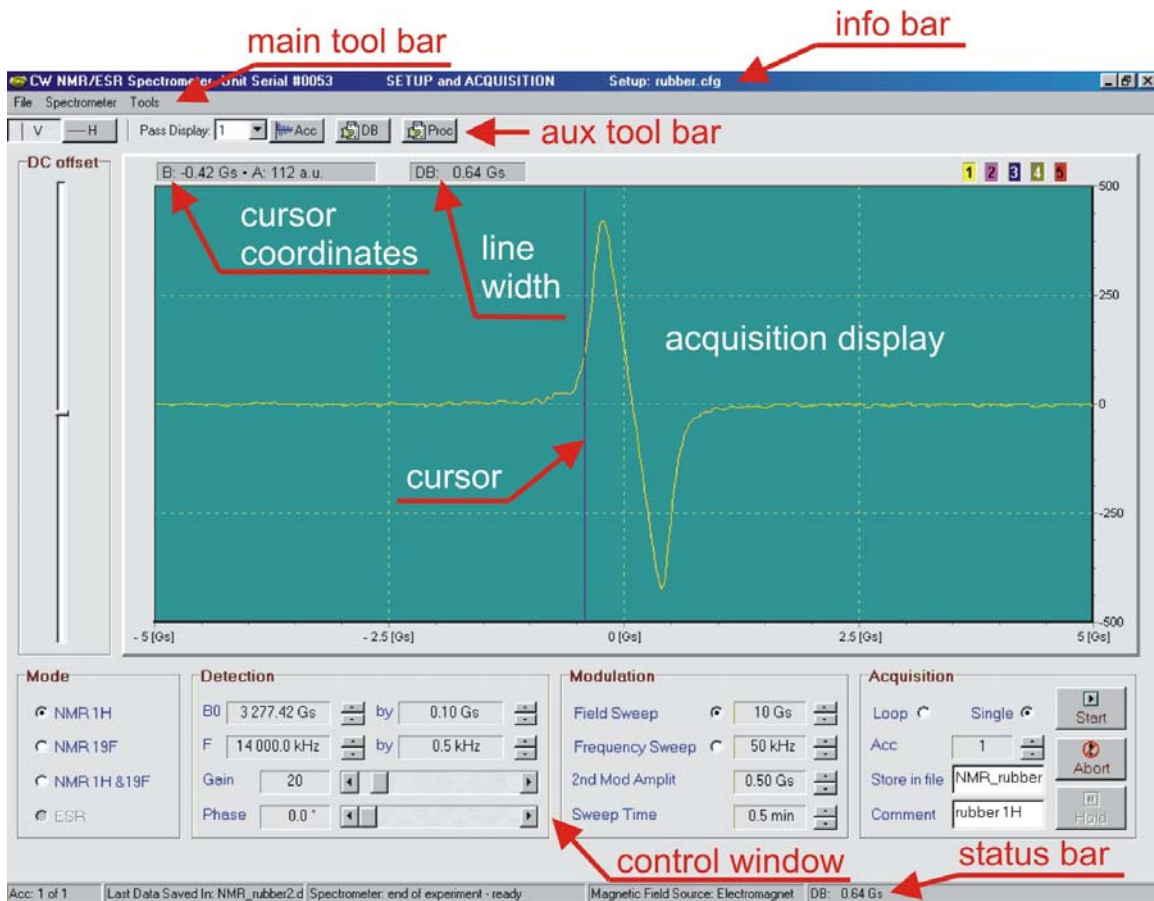 main tool bar
info bar
CW NMR/ESR Spectrometer Unit Serial #0053 SETUP and ACQUISITION Setup: rubber.cfg
File Spectrometer Tools
V H Pass Display: 1 Acc DB Proc
aux tool bar
DC offset
B: -0.42 Gs • A: 112 a.u. DB: 0.64 Gs 1 2 3 4 5
500
cursor
coordinates
line
width
250
acquisition display
0
cursor
-250
-500
-5 [Gs] -2.5 [Gs] 0 [Gs] 2.5 [Gs] 5 [Gs]
Mode
NMR 1H
NMR 19F
NMR 1H &19F
ESR
Detection
B0 3 277.42 Gs by 0.10 Gs
F 14 000.0 kHz by 0.5 kHz
Gain 20
Phase 0.0 °
Modulation
Field Sweep 10 Gs
Frequency Sweep 50 kHz
2nd Mod Amplit 0.50 Gs
Sweep Time 0.5 min
Acquisition
Loop Single
Acc 1
Store in file NMR_rubber
Comment rubber 1H
Start
Abort
Hold
control window
status bar
Acc: 1 of 1 Last Data Saved In: NMR_rubber2.d Spectrometer: end of experiment - ready Magnetic Field Source: Electromagnet DB: 0.64 Gs